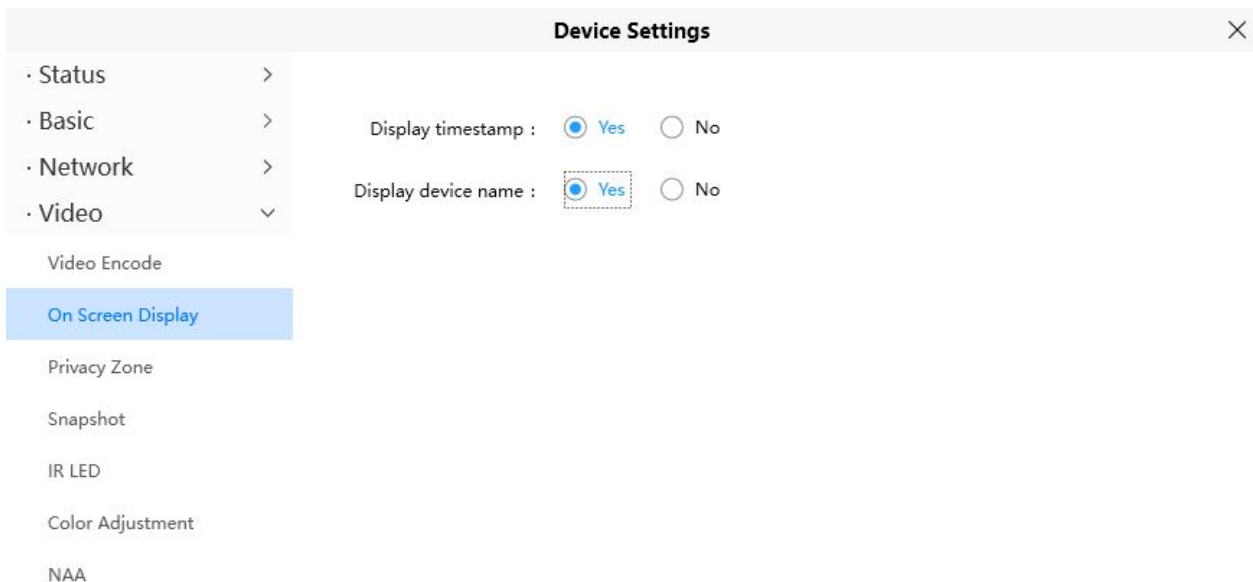 Device Settings
· Status
· Basic
· Network
· Video
Video Encode
On Screen Display
Privacy Zone
Snapshot
IR LED
Color Adjustment
NAA
Display timestamp : Yes No
Display device name : Yes No